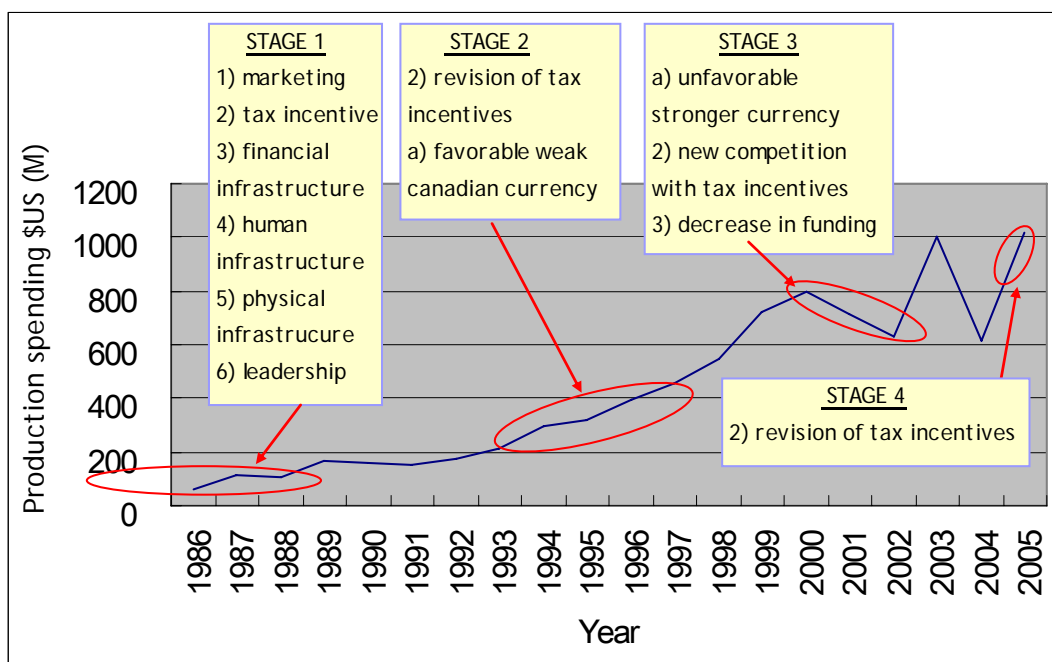 STAGE 1
1) marketing
2) tax incentive
3) financial
infrastructure
4) human
infrastructure
5) physical
infrastrucure
6) leadership
STAGE 2
2) revision of tax
incentives
a) favorable weak
canadian currency
STAGE 3
a) unfavorable
stronger currency
2) new competition
with tax incentives
3) decrease in funding
STAGE 4
2) revision of tax incentives
Production spending $US (M)
1200
1000
800
600
400
200
0
1986
1987
1988
1989
1990
1991
1992
1993
1994
1995
1996
1997
1998
1999
2000
2001
2002
2003
2004
2005
Year